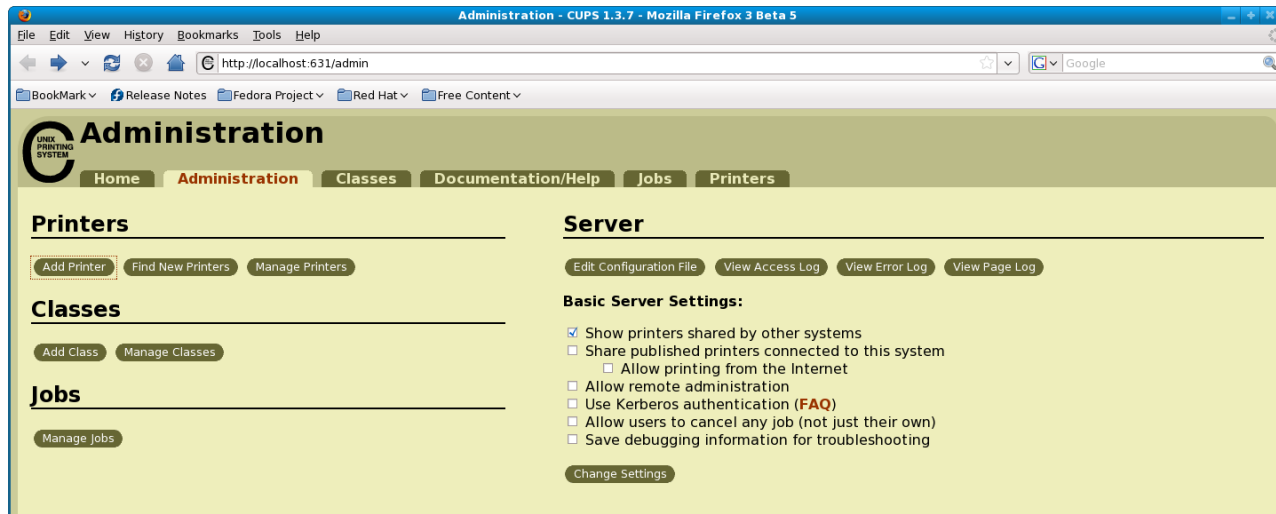 Administration - CUPS 1.3.7 - Mozilla Firefox 3 Beta 5
File Edit View History Bookmarks Tools Help
http://localhost:631/admin
Google
BookMark Release Notes Fedora Project Red Hat Free Content
UNIX
PRINTING
SYSTEM
Administration
Home Administration Classes Documentation/Help Jobs Printers
Printers
Add Printer Find New Printers Manage Printers
Classes
Add Class Manage Classes
Jobs
Manage Jobs
Server
Edit Configuration File View Access Log View Error Log View Page Log
Basic Server Settings:
Show printers shared by other systems
Share published printers connected to this system
Allow printing from the Internet
Allow remote administration
Use Kerberos authentication (FAQ)
Allow users to cancel any job (not just their own)
Save debugging information for troubleshooting
Change Settings